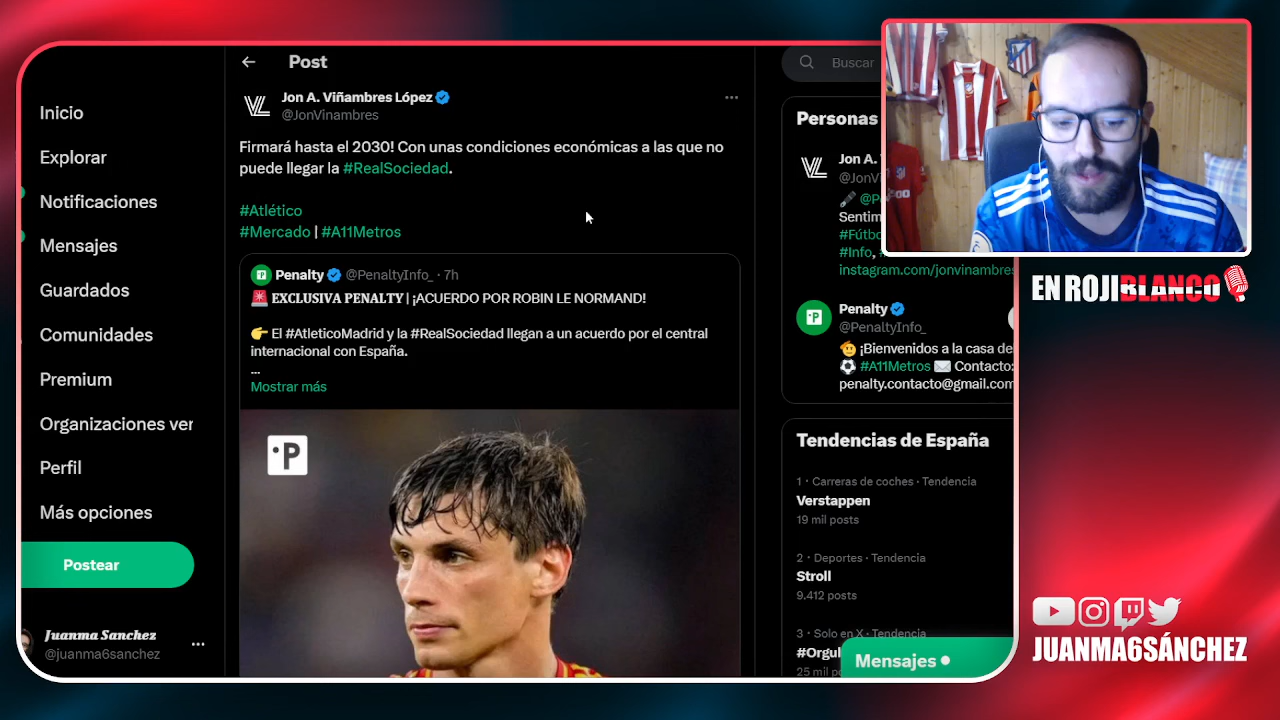 Inicio
Explorar
Notificaciones
Mensajes
Guardados
Comunidades
Premium
Organizaciones ver
Perfil
Más opciones
Postear
Juanma Sanchez
@juanma6sanchez
Post
Jon A. Viñambres López
@JonVinambres
Firmará hasta el 2030! Con unas condiciones económicas a las que no
puede llegar la #RealSociedad.
#Atlético
#Mercado | #A11Metros
Penalty @PenaltyInfo_ · 7h
🚨 EXCLUSIVA PENALTY | ¡ACUERDO POR ROBIN LE NORMAND!
👉 El #AtleticoMadrid y la #RealSociedad llegan a un acuerdo por el central
internacional con España.
...
Mostrar más
P
Buscar
Personas
Jon A.
@JonVi
@P
Sentim
#Fútb
#Info,
instagram.com/jonvinambres
Penalty
@PenaltyInfo_
¡Bienvenidos a la casa de
⚽ #A11Metros ✉️ Contacto:
penalty.contacto@gmail.com
Tendencias de España
1 · Carreras de coches · Tendencia
Verstappen
19 mil posts
2 · Deportes · Tendencia
Stroll
9.412 posts
3 · Solo en X · Tendencia
#Orgul
25 mil p
Mensajes
EN ROJIBLANCO
JUANMA6SÁNCHEZ